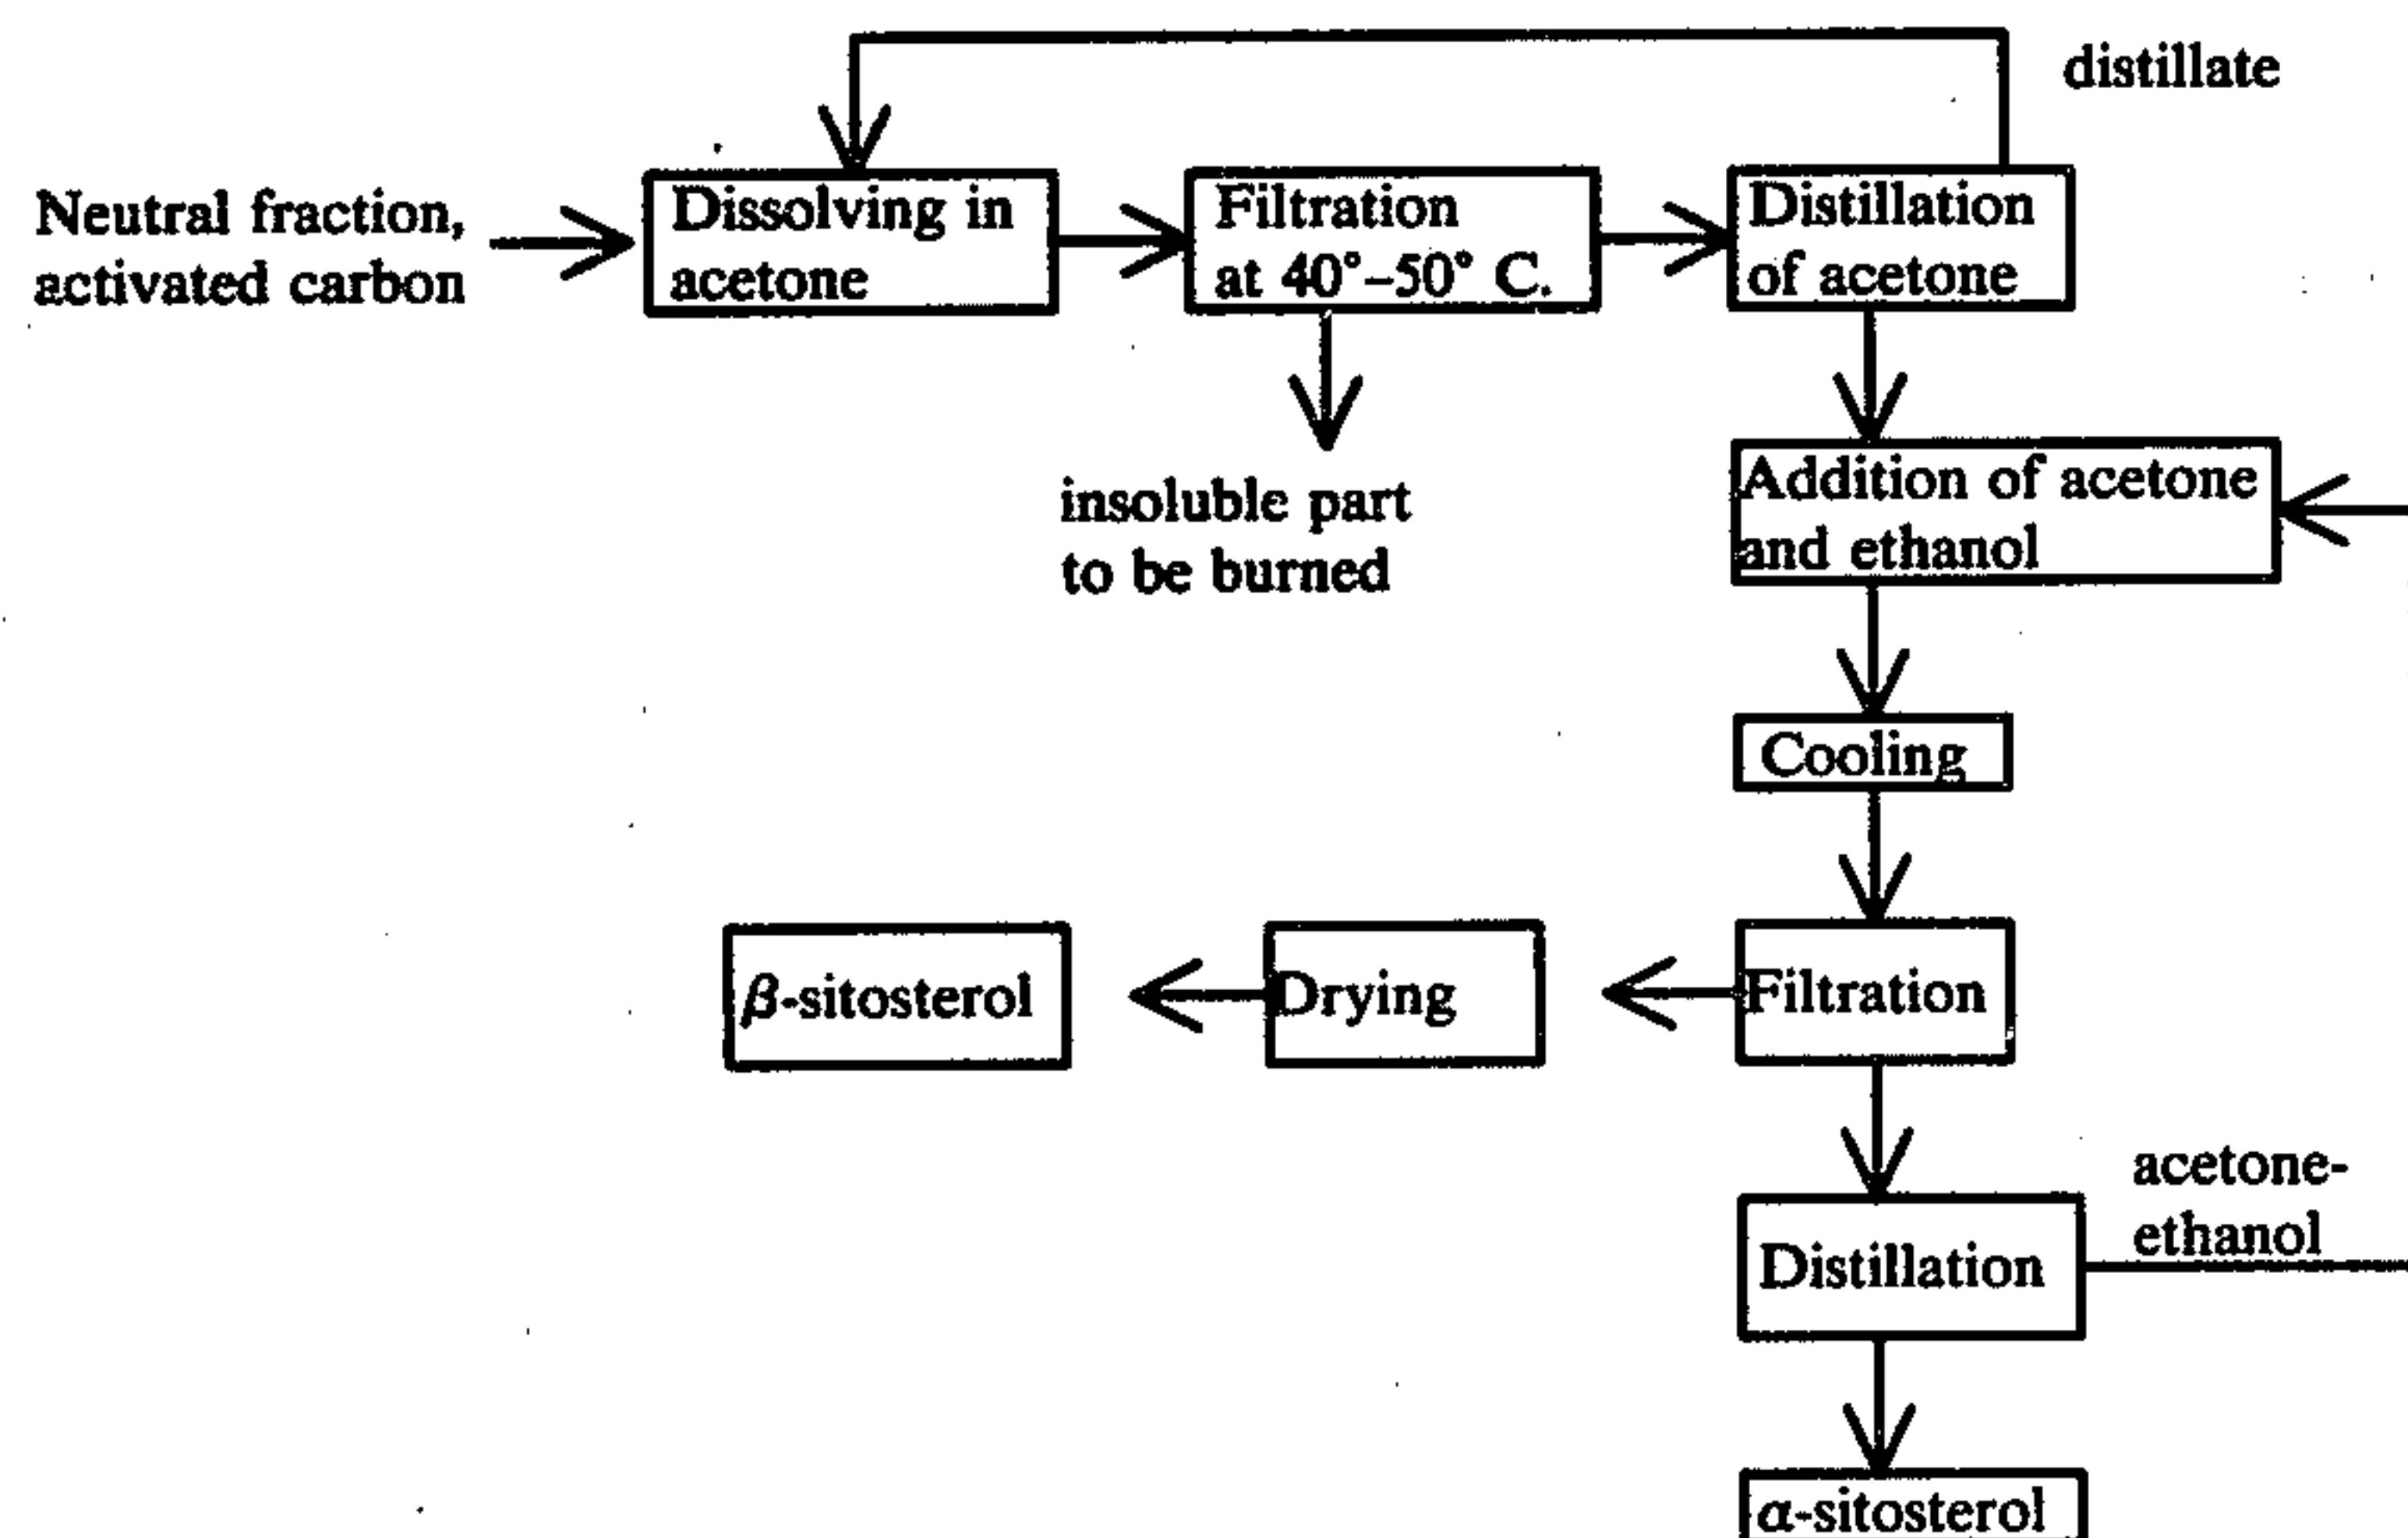 distillate
Neutral fraction,
activated carbon
Dissolving in
acetone
Filtration
at 40°–50° C.
Distillation
of acetone
insoluble part
to be burned
Addition of acetone
and ethanol
Cooling
β-sitosterol
Drying
Filtration
acetone-
ethanol
Distillation
α-sitosterol